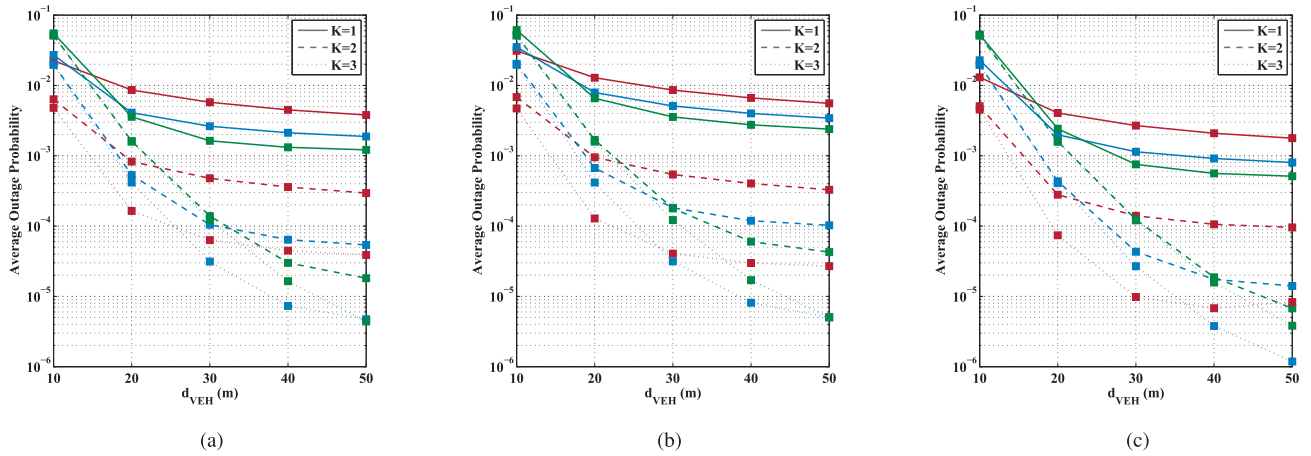 10⁻¹
10⁻²
10⁻³
10⁻⁴
10⁻⁵
10⁻⁶
Average Outage Probability
10 20 30 40 50
d_VEH (m)
K=1
K=2
K=3
(a)
10⁻¹
10⁻²
10⁻³
10⁻⁴
10⁻⁵
10⁻⁶
Average Outage Probability
10 20 30 40 50
d_VEH (m)
K=1
K=2
K=3
(b)
10⁻¹
10⁻²
10⁻³
10⁻⁴
10⁻⁵
10⁻⁶
Average Outage Probability
10 20 30 40 50
d_VEH (m)
K=1
K=2
K=3
(c)